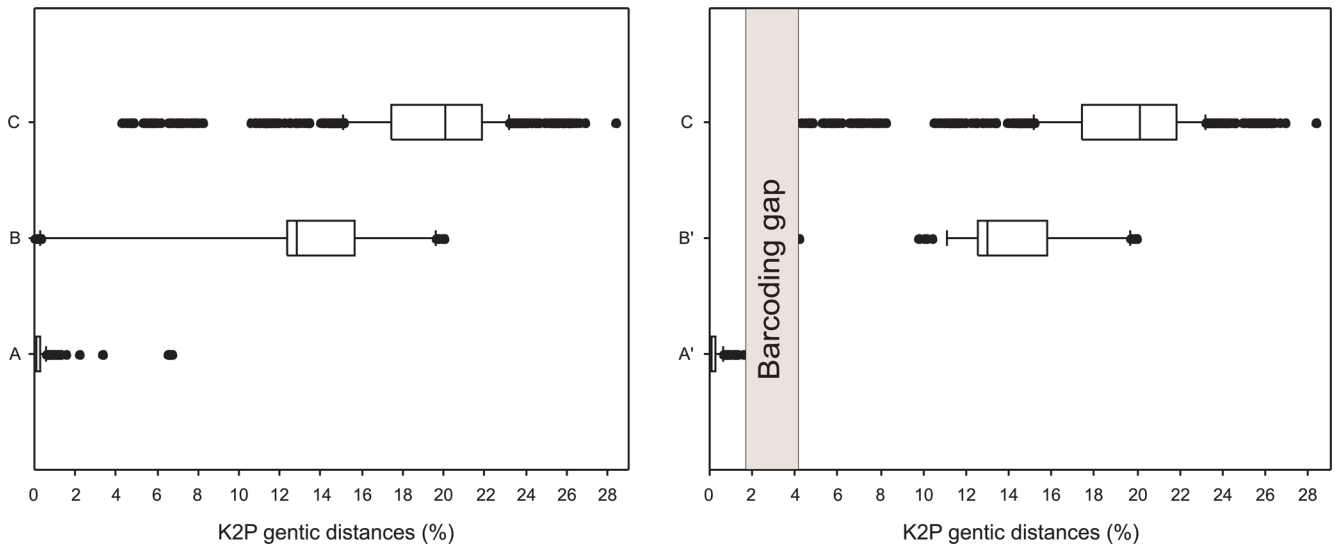 C
B
A
0 2 4 6 8 10 12 14 16 18 20 22 24 26 28
K2P gentic distances (%)
C
B'
A'
Barcoding gap
0 2 4 6 8 10 12 14 16 18 20 22 24 26 28
K2P gentic distances (%)